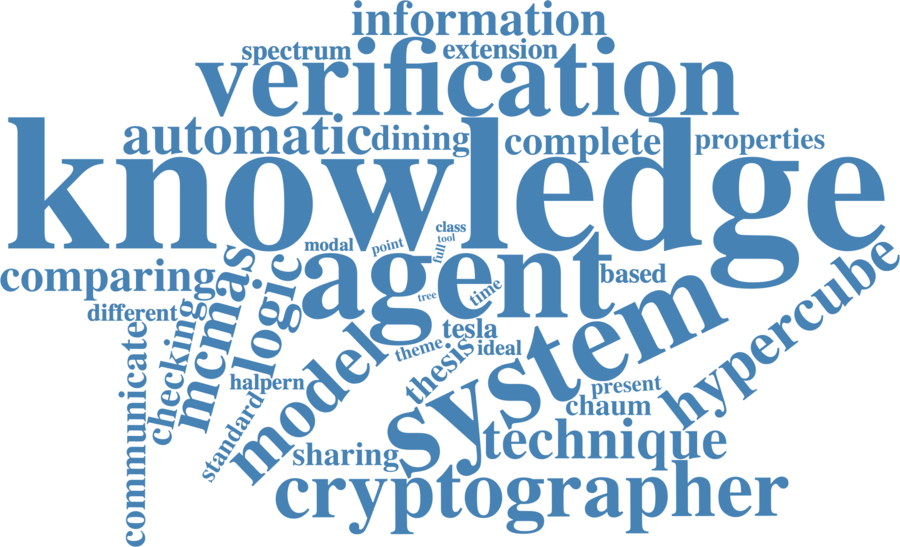 information
spectrum
extension
verification
automatic
dining
complete
properties
knowledge
modal
point
class
tool
full
agent
comparing
based
different
communicate
checking
mcmas
logic
tree
time
tesla
hypercube
theme
thesis
ideal
system
model
halpern
standard
present
chaum
technique
sharing
cryptographer